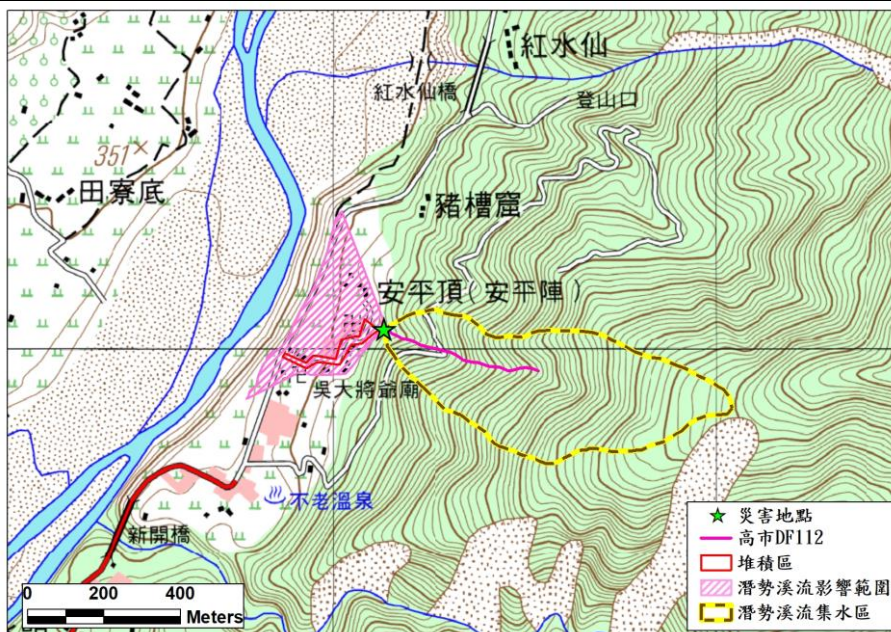 紅水仙
紅水仙橋
登山口
351
田寮底
豬槽窟
安平頂(安平陣)
吳大將爺廟
不老溫泉
新開橋
0 200 400
Meters
災害地點
高市DF112
堆積區
潛勢溪流影響範圍
潛勢溪流集水區